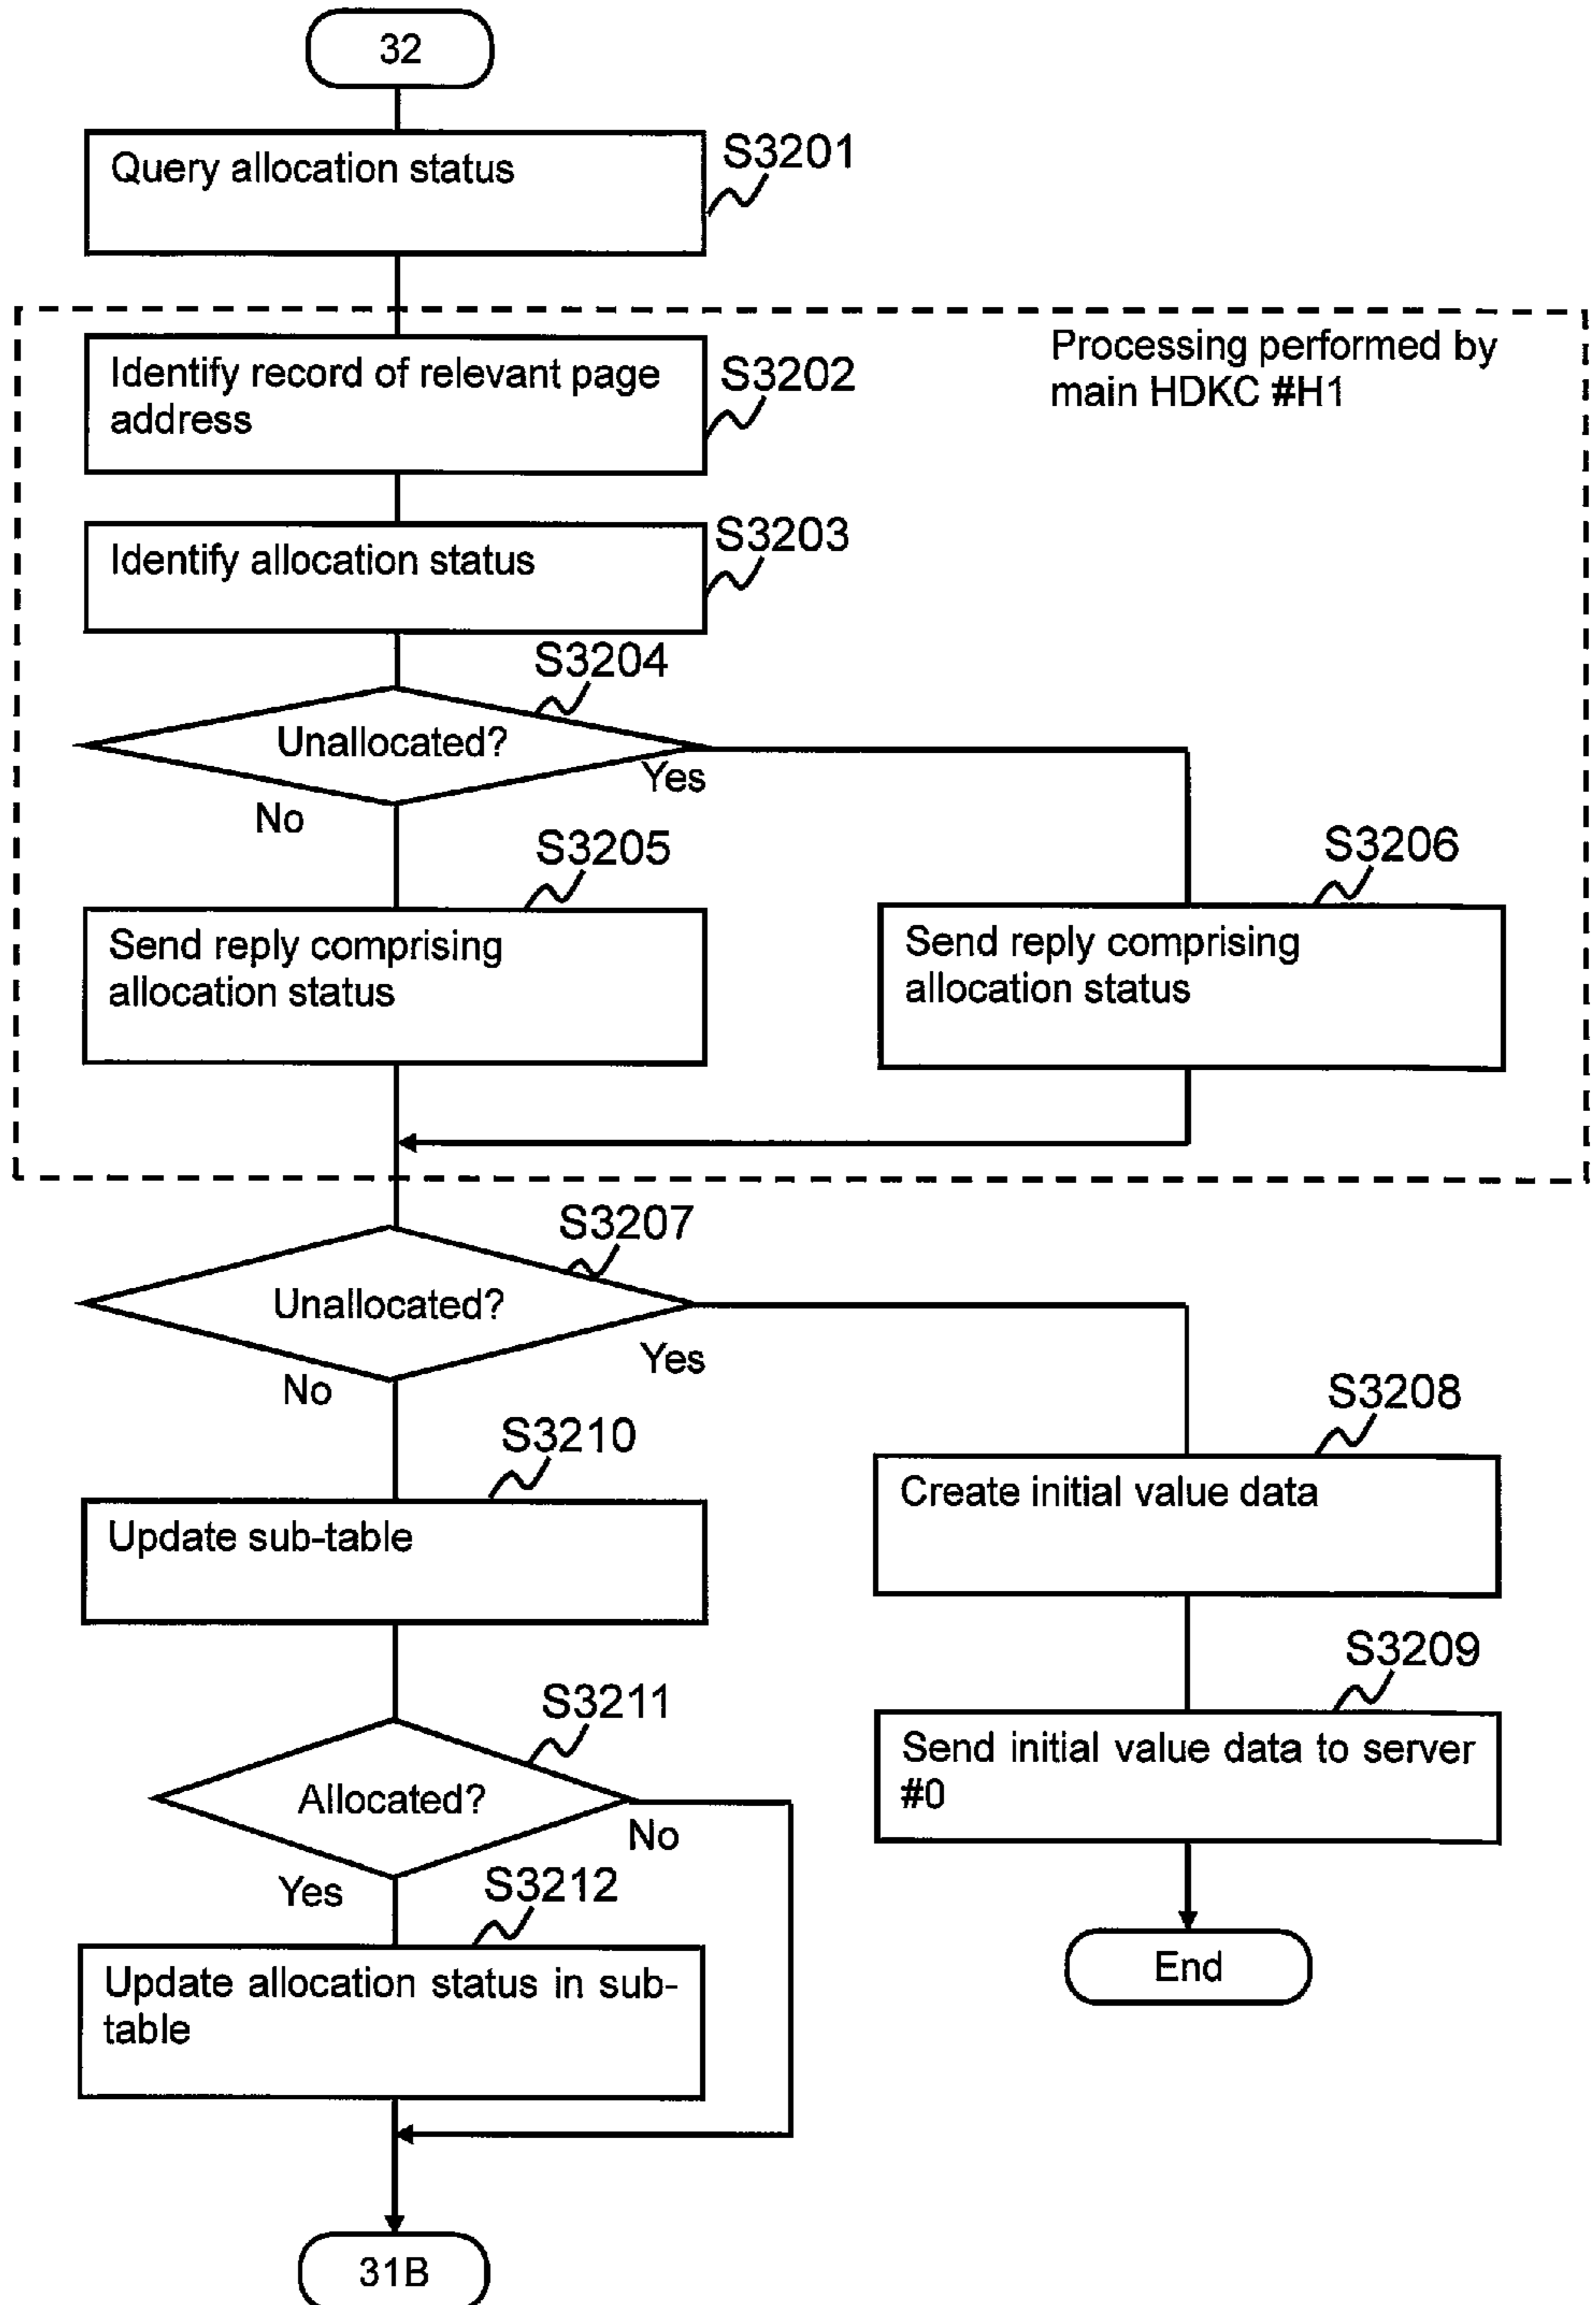 32
Query allocation status
S3201
Processing performed by
main HDKC #H1
Identify record of relevant page
address
S3202
Identify allocation status
S3203
S3204
Unallocated?
Yes
No
S3205
Send reply comprising
allocation status
S3206
Send reply comprising
allocation status
S3207
Unallocated?
Yes
No
S3208
Create initial value data
S3209
Send initial value data to server
#0
End
S3210
Update sub-table
S3211
Allocated?
No
Yes
S3212
Update allocation status in sub-
table
31B